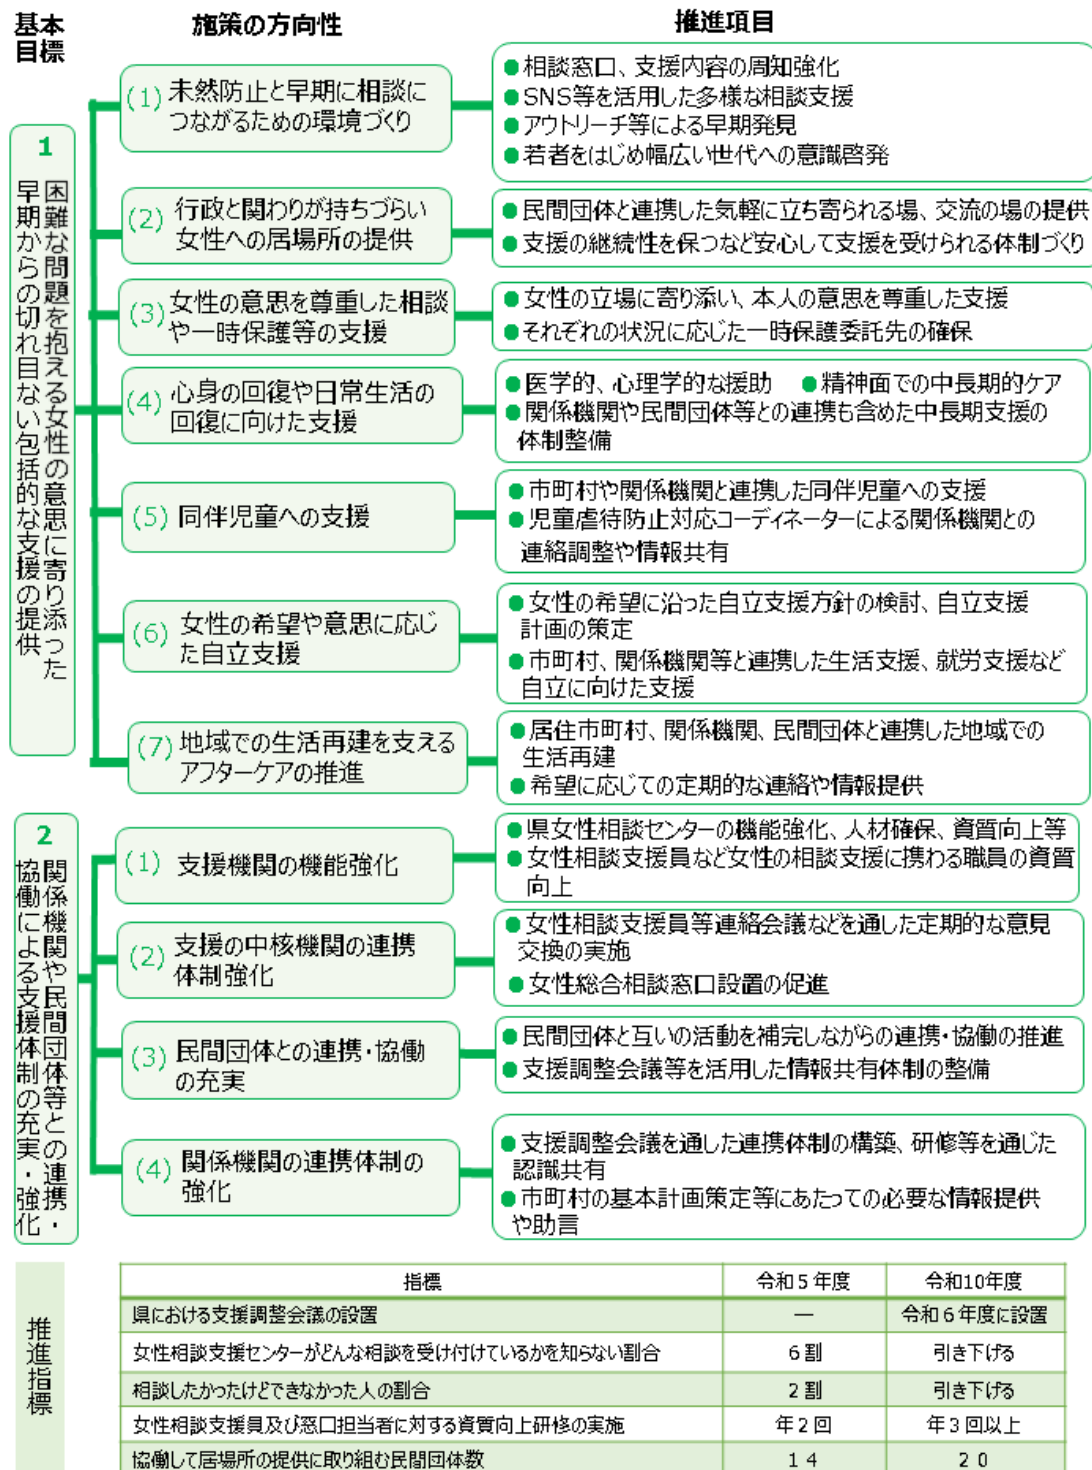 基本
目標
施策の方向性
推進項目
1
困難な問題を抱える女性の意思に寄り添った
早期からの切れ目ない包括的な支援の提供
(1) 未然防止と早期に相談に
つながるための環境づくり
●相談窓口、支援内容の周知強化
●SNS等を活用した多様な相談支援
●アウトリーチ等による早期発見
●若者をはじめ幅広い世代への意識啓発
(2) 行政と関わりが持ちづらい
女性への居場所の提供
●民間団体と連携した気軽に立ち寄られる場、交流の場の提供
●支援の継続性を保つなど安心して支援を受けられる体制づくり
(3) 女性の意思を尊重した相談
や一時保護等の支援
●女性の立場に寄り添い、本人の意思を尊重した支援
●それぞれの状況に応じた一時保護委託先の確保
(4) 心身の回復や日常生活の
回復に向けた支援
●医学的、心理学的な援助 ●精神面での中長期的ケア
●関係機関や民間団体等との連携も含めた中長期支援の
体制整備
(5) 同伴児童への支援
●市町村や関係機関と連携した同伴児童への支援
●児童虐待防止対応コーディネーターによる関係機関との
連絡調整や情報共有
(6) 女性の希望や意思に応じ
た自立支援
●女性の希望に沿った自立支援方針の検討、自立支援
計画の策定
●市町村、関係機関等と連携した生活支援、就労支援など
自立に向けた支援
(7) 地域での生活再建を支える
アフターケアの推進
●居住市町村、関係機関、民間団体と連携した地域での
生活再建
●希望に応じての定期的な連絡や情報提供
2
関係機関や民間団体等との連携・
協働による支援体制の充実・強化・
(1) 支援機関の機能強化
●県女性相談センターの機能強化、人材確保、資質向上等
●女性相談支援員など女性の相談支援に携わる職員の資質
向上
(2) 支援の中核機関の連携
体制強化
●女性相談支援員等連絡会議などを通した定期的な意見
交換の実施
●女性総合相談窓口設置の促進
(3) 民間団体との連携・協働
の充実
●民間団体と互いの活動を補完しながらの連携・協働の推進
●支援調整会議等を活用した情報共有体制の整備
(4) 関係機関の連携体制の
強化
●支援調整会議を通した連携体制の構築、研修等を通じた
認識共有
●市町村の基本計画策定等にあたっての必要な情報提供
や助言
推進指標
指標 令和5年度 令和10年度
県における支援調整会議の設置 ― 令和6年度に設置
女性相談支援センターがどんな相談を受け付けているかを知らない割合 6割 引き下げる
相談したかったけどできなかった人の割合 2割 引き下げる
女性相談支援員及び窓口担当者に対する資質向上研修の実施 年2回 年3回以上
協働して居場所の提供に取り組む民間団体数 14 20